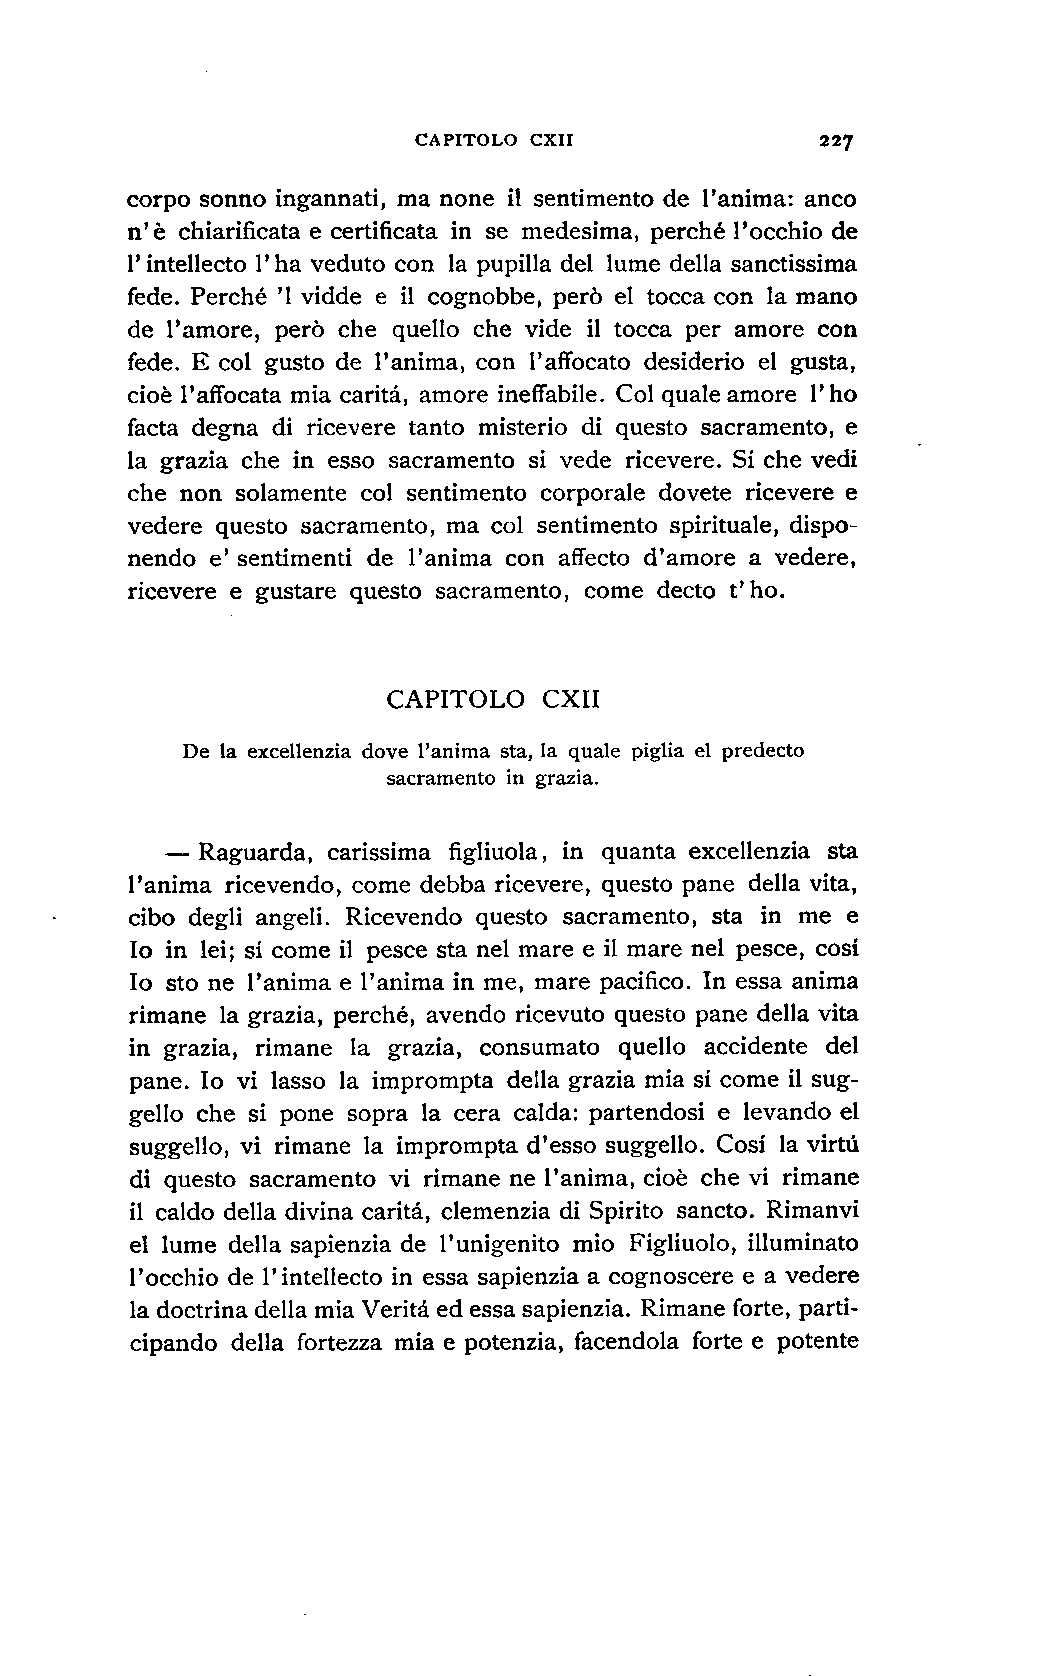 CAPITOLO CXII 227
corpo sonno ingannati, ma none il sentimento de l'anima: anco
n'è chiarificata e certificata in se medesima, perché l'occhio de
l'intellecto l'ha veduto con la pupilla del lume della sanctissima
fede. Perché 'l vidde e il cognobbe, però el tocca con la mano
de l'amore, però che quello che vide il tocca per amore con
fede. E col gusto de l'anima, con l'affocato desiderio el gusta,
cioè l'affocata mia caritá, amore ineffabile. Col quale amore l'ho
facta degna di ricevere tanto misterio di questo sacramento, e
la grazia che in esso sacramento si vede ricevere. Sí che vedi
che non solamente col sentimento corporale dovete ricevere e
vedere questo sacramento, ma col sentimento spirituale, dispo-
nendo e' sentimenti de l'anima con affecto d'amore a vedere,
ricevere e gustare questo sacramento, come decto t'ho.
CAPITOLO CXII
De la excellenzia dove l'anima sta, la quale piglia el predecto
sacramento in grazia.
— Raguarda, carissima figliuola, in quanta excellenzia sta
l'anima ricevendo, come debba ricevere, questo pane della vita,
cibo degli angeli. Ricevendo questo sacramento, sta in me e
Io in lei; sí come il pesce sta nel mare e il mare nel pesce, cosí
Io sto ne l'anima e l'anima in me, mare pacifico. In essa anima
rimane la grazia, perché, avendo ricevuto questo pane della vita
in grazia, rimane la grazia, consumato quello accidente del
pane. Io vi lasso la imprompta della grazia mia sí come il sug-
gello che si pone sopra la cera calda: partendosi e levando el
suggello, vi rimane la imprompta d'esso suggello. Cosí la virtú
di questo sacramento vi rimane ne l'anima, cioè che vi rimane
il caldo della divina caritá, clemenzia di Spirito sancto. Rimanvi
el lume della sapienzia de l'unigenito mio Figliuolo, illuminato
l'occhio de l'intellecto in essa sapienzia a cognoscere e a vedere
la doctrina della mia Veritá ed essa sapienzia. Rimane forte, parti-
cipando della fortezza mia e potenzia, facendola forte e potente